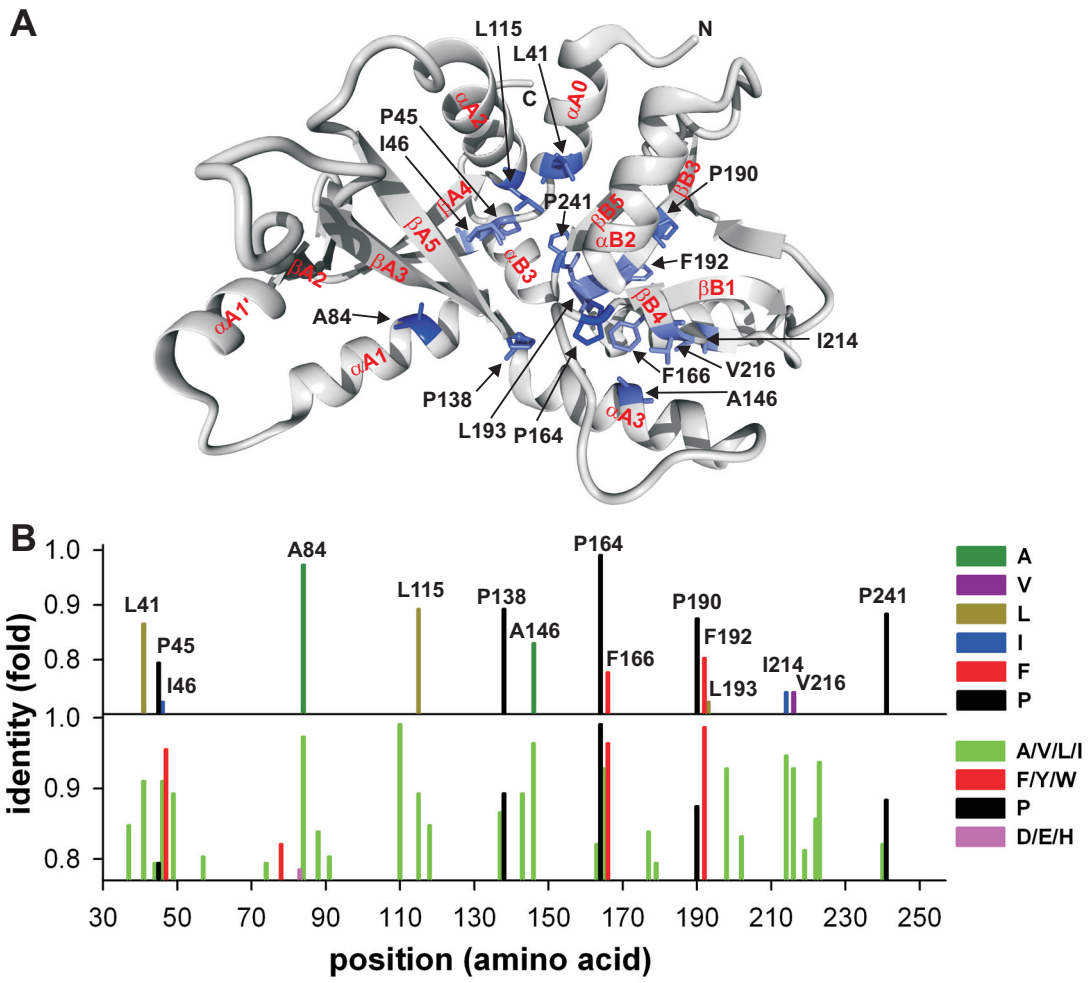 A
L115
N
L41
αA0
αA2
C
P45
I46
P190
βB3
βA4
P241
βB5
βA5
αB2
αB3
F192
βA2
βA3
βB1
βB4
αA1'
A84
I214
αA1
V216
F166
P138
A146
αA3
L193
P164
B
identity (fold)
1.0
0.9
0.8
1.0
0.9
0.8
L41
P45
I46
A84
L115
P138
A146
P164
F166
P190
F192
L193
I214
V216
P241
A
V
L
I
F
P
A/V/L/I
F/Y/W
P
D/E/H
30 50 70 90 110 130 150 170 190 210 230 250
position (amino acid)